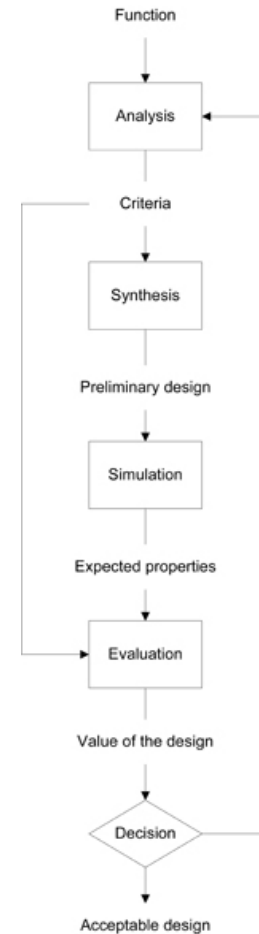 Function
Analysis
Criteria
Synthesis
Preliminary design
Simulation
Expected properties
Evaluation
Value of the design
Decision
Acceptable design